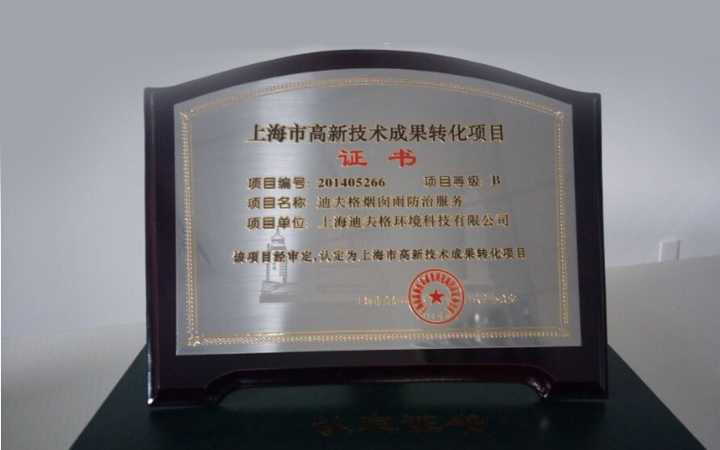 上海市高新技术成果转化项目
证书
项目编号: 201405266 项目等级: B
项目名称: 迪夫格烟囱雨防治服务
项目单位: 上海迪夫格环境科技有限公司
该项目经审定,认定为上海市高新技术成果转化项目
认定证书